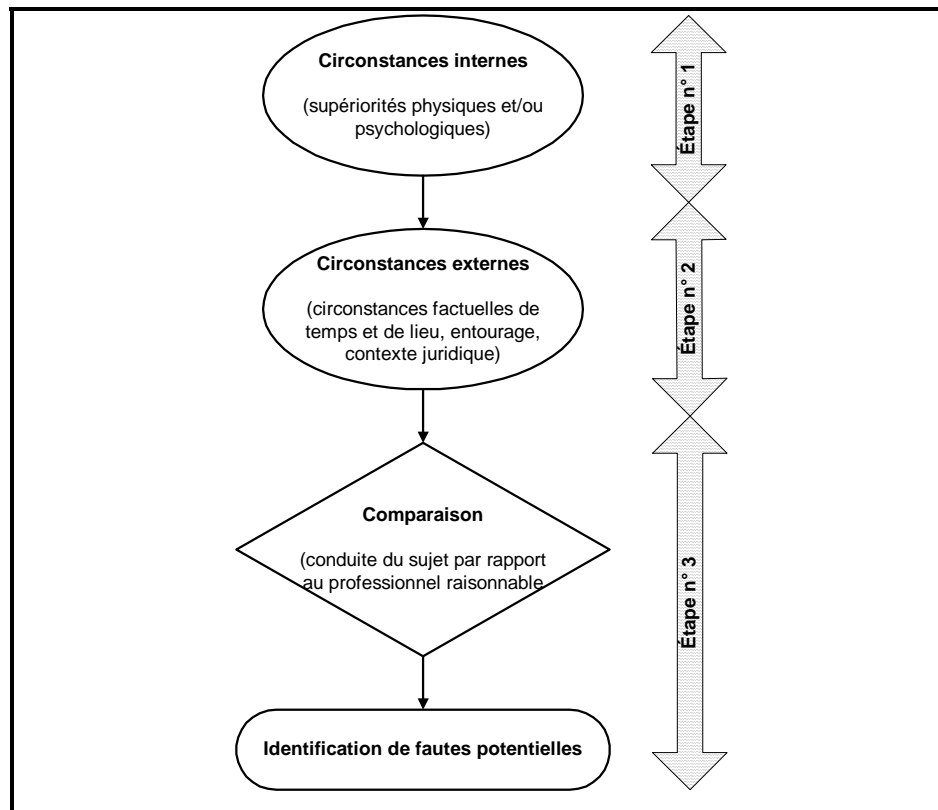 Circonstances internes
(supériorités physiques et/ou
psychologiques)
Étape n° 1
Circonstances externes
(circonstances factuelles de
temps et de lieu, entourage,
contexte juridique)
Étape n° 2
Comparaison
(conduite du sujet par rapport
au professionnel raisonnable
Étape n° 3
Identification de fautes potentielles